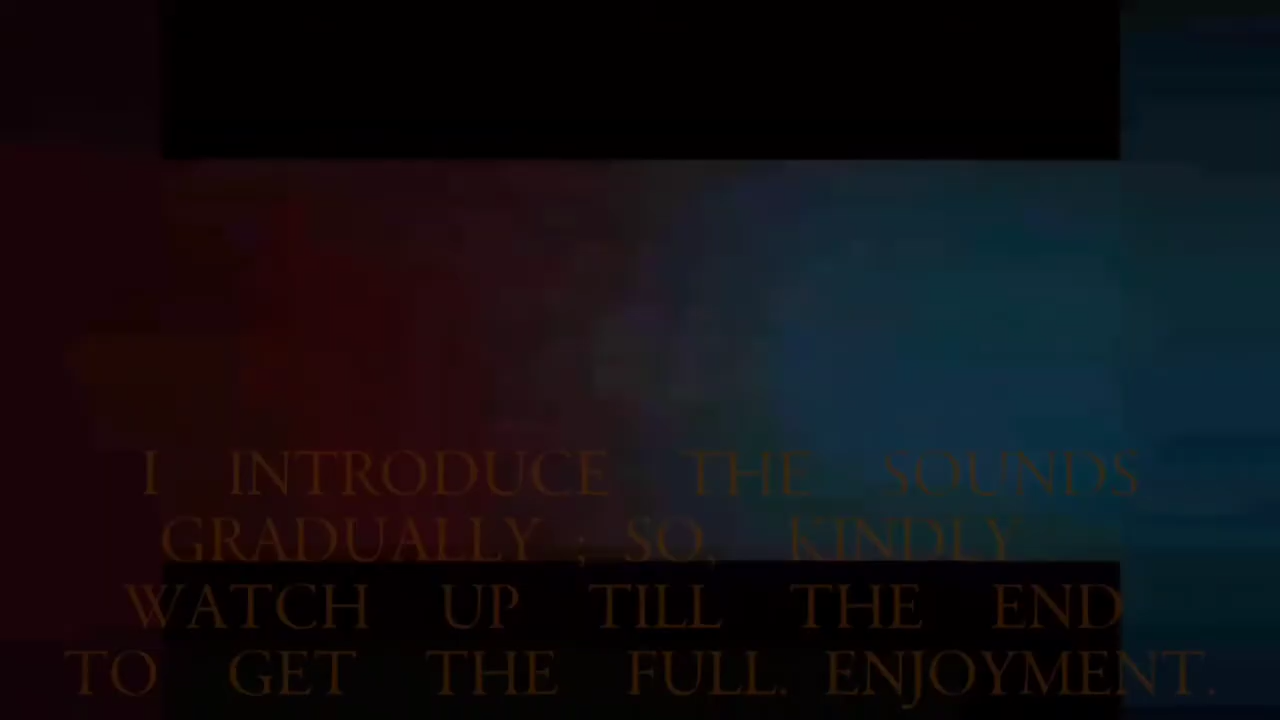 I INTRODUCE THE SOUNDS
GRADUALLY ; SO, KINDLY
WATCH UP TILL THE END
TO GET THE FULL. ENJOYMENT.